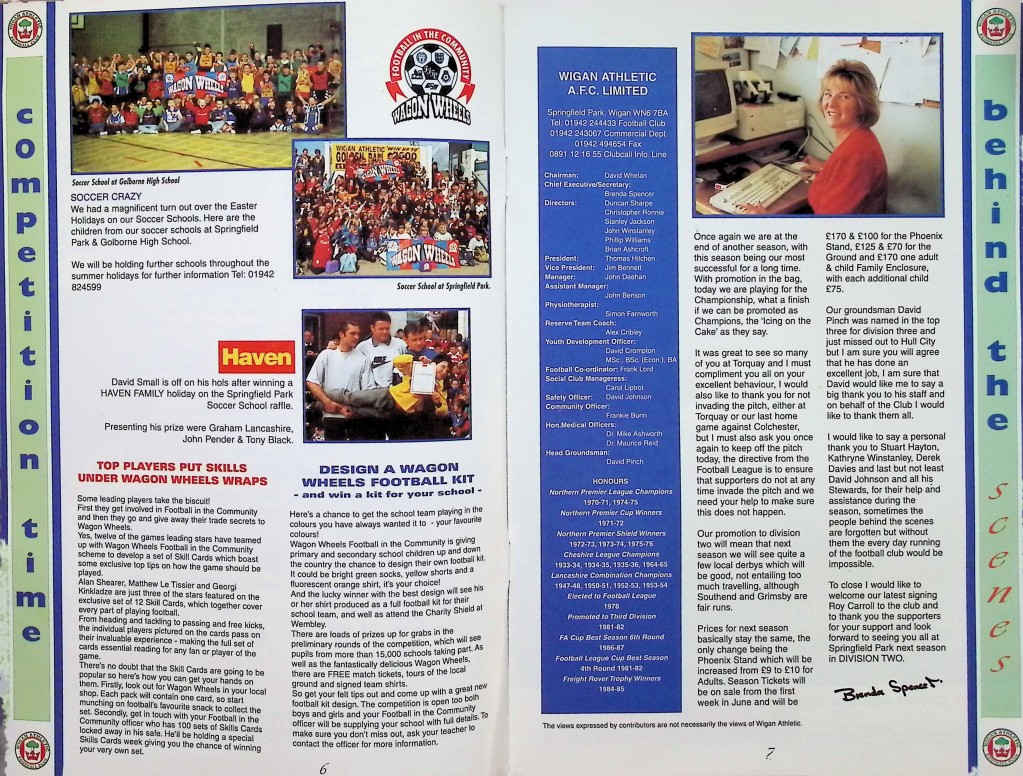 competition time
WIGAN ATHLETIC
FOOTBALL CLUB
FOOTBALL IN THE COMMUNITY
WAGON WHEELS
WAGON WHEELS
Soccer School at Golborne High School
SOCCER CRAZY
We had a magnificent turn out over the Easter
Holidays on our Soccer Schools. Here are the
children from our soccer schools at Springfield
Park & Golborne High School.
We will be holding further schools throughout the
summer holidays for further information Tel: 01942
824599
WAGON WHEELS
WAGON WHEELS
Soccer School at Springfield Park.
Haven
David Small is off on his hols after winning a
HAVEN FAMILY holiday on the Springfield Park
Soccer School raffle.
Presenting his prize were Graham Lancashire,
John Pender & Tony Black.
TOP PLAYERS PUT SKILLS
UNDER WAGON WHEELS WRAPS
Some leading players take the biscuit!
First they get involved in Football in the Community
and then they go and give away their trade secrets to
Wagon Wheels.
Yes, twelve of the games leading stars have teamed
up with Wagon Wheels Football in the Community
scheme to develop a set of Skill Cards which boast
some exclusive top tips on how the game should be
played.
Alan Shearer, Matthew Le Tissier and Georgi
Kinkladze are just three of the stars featured on the
exclusive set of 12 Skill Cards, which together cover
every part of playing football.
From heading and tackling to passing and free kicks,
the individual players pictured on the cards pass on
their invaluable experience - making the full set of
cards essential reading for any fan or player of the
game.
There's no doubt that the Skill Cards are going to be
popular so here's how you can get your hands on
them. Firstly, look out for Wagon Wheels in your local
shop. Each pack will contain one card, so start
munching on football's favourite snack to collect the
set. Secondly, get in touch with your Football in the
Community officer who has 100 sets of Skills Cards
locked away in his safe. He'll be holding a special
Skills Cards week giving you the chance of winning
your very own set.
DESIGN A WAGON
WHEELS FOOTBALL KIT
- and win a kit for your school -
Here's a chance to get the school team playing in the
colours you have always wanted it to - your favourite
colours!
Wagon Wheels Football in the Community is giving
primary and secondary school children up and down
the country the chance to design their own football kit.
It could be bright green socks, yellow shorts and a
fluorescent orange shirt, it's your choice!
And the lucky winner with the best design will see his
or her shirt produced as a full football kit for their
school team, and well as attend the Charity Shield at
Wembley.
There are loads of prizes up for grabs in the
preliminary rounds of the competition, which will see
pupils from more than 15,000 schools taking part. As
well as the fantastically delicious Wagon Wheels,
there are FREE match tickets, tours of the local
ground and signed team shirts.
So get your felt tips out and come up with a great new
football kit design. The competition is open too both
boys and girls and your Football in the Community
officer will be supplying your school with full details. To
make sure you don't miss out, ask your teacher to
contact the officer for more information.
6
WIGAN ATHLETIC
A.F.C. LIMITED
Springfield Park, Wigan WN6 7BA
Tel: 01942 244433 Football Club
01942 243067 Commercial Dept
01942 494654 Fax
0891 12 16 55 Clubcall Info. Line
Chairman: David Whelan
Chief Executive/Secretary:
Brenda Spencer
Directors: Duncan Sharpe
Christopher Ronnie
Stanley Jackson
John Winstanley
Phillip Williams
Brian Ashcroft
President: Thomas Hitchen
Vice President: Jim Bennett
Manager: John Deehan
Assistant Manager:
John Benson
Physiotherapist:
Simon Farnworth
Reserve Team Coach:
Alex Cribley
Youth Development Officer:
David Crompton
MSc., BSc. (Econ.), BA
Football Co-ordinator: Frank Lord
Social Club Manageress:
Carol Liptrot
Safety Officer: David Johnson
Community Officer:
Frankie Bunn
Hon.Medical Officers:
Dr. Mike Ashworth
Dr. Maurice Reid
Head Groundsman:
David Pinch
HONOURS
Northern Premier League Champions
1970-71, 1974-75
Northern Premier Cup Winners
1971-72
Northern Premier Shield Winners
1972-73, 1973-74, 1975-76
Cheshire League Champions
1933-34, 1934-35, 1935-36, 1964-65
Lancashire Combination Champions
1947-48, 1950-51, 1952-53, 1953-54
Elected to Football League
1978
Promoted to Third Division
1981-82
FA Cup Best Season 6th Round
1986-87
Football League Cup Best Season
4th Round 1981-82
Freight Rover Trophy Winners
1984-85
Once again we are at the
end of another season, with
this season being our most
successful for a long time.
With promotion in the bag,
today we are playing for the
Championship, what a finish
if we can be promoted as
Champions, the 'Icing on the
Cake' as they say.
It was great to see so many
of you at Torquay and I must
compliment you all on your
excellent behaviour, I would
also like to thank you for not
invading the pitch, either at
Torquay or our last home
game against Colchester,
but I must also ask you once
again to keep off the pitch
today, the directive from the
Football League is to ensure
that supporters do not at any
time invade the pitch and we
need your help to make sure
this does not happen.
Our promotion to division
two will mean that next
season we will see quite a
few local derbys which will
be good, not entailing too
much travelling, although
Southend and Grimsby are
fair runs.
Prices for next season
basically stay the same, the
only change being the
Phoenix Stand which will be
increased from £9 to £10 for
Adults. Season Tickets will
be on sale from the first
week in June and will be
£170 & £100 for the Phoenix
Stand, £125 & £70 for the
Ground and £170 one adult
& child Family Enclosure,
with each additional child
£75.
Our groundsman David
Pinch was named in the top
three for division three and
just missed out to Hull City
but I am sure you will agree
that he has done an
excellent job, I am sure that
David would like me to say a
big thank you to his staff and
on behalf of the Club I would
like to thank them all.
I would like to say a personal
thank you to Stuart Hayton,
Kathryne Winstanley, Derek
Davies and last but not least
David Johnson and all his
Stewards, for their help and
assistance during the
season, sometimes the
people behind the scenes
are forgotten but without
them the every day running
of the football club would be
impossible.
To close I would like to
welcome our latest signing
Roy Carroll to the club and
to thank you the supporters
for your support and look
forward to seeing you all at
Springfield Park next season
in DIVISION TWO.
Brenda Spencer.
The views expressed by contributors are not necessarily the views of Wigan Athletic.
7
behind the scenes